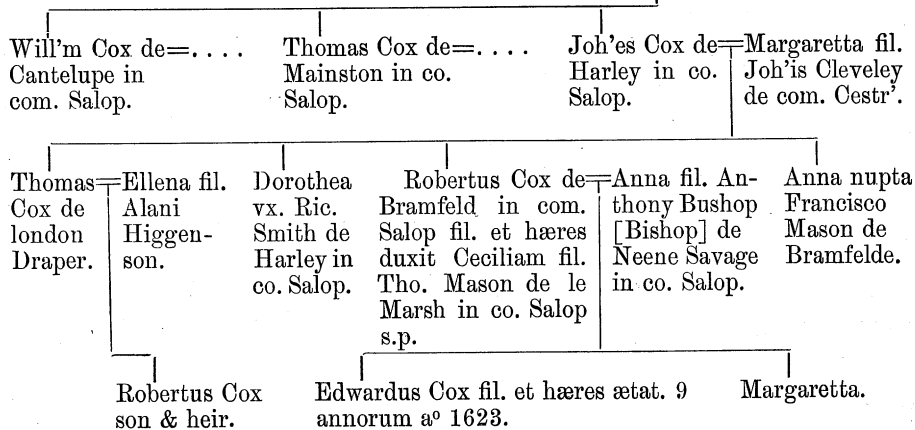 Will'm Cox de=....
Cantelupe in
com. Salop.
Thomas Cox de=....
Mainston in co.
Salop.
Joh'es Cox de=
Harley in co.
Salop.
Margaretta fil.
Joh'is Cleveley
de com. Cestr'.
Thomas=
Cox de
london
Draper.
Ellena fil.
Alani
Higgen-
son.
Dorothea
vx. Ric.
Smith de
Harley in
co. Salop.
Robertus Cox de=
Bramfeld in com.
Salop fil. et hæres
duxit Ceciliam fil.
Tho. Mason de le
Marsh in co. Salop
s.p.
Anna fil. An-
thony Bushop
[Bishop] de
Neene Savage
in co. Salop.
Anna nupta
Francisco
Mason de
Bramfelde.
Robertus Cox
son & heir.
Edwardus Cox fil. et hæres ætat. 9
annorum aº 1623.
Margaretta.